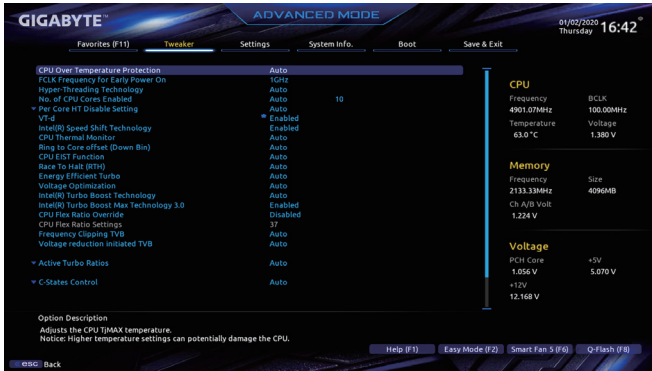 GIGABYTE™
ADVANCED MODE
01/02/2020 Thursday 16:42
Favorites (F11) Tweaker Settings System Info. Boot Save & Exit
CPU Over Temperature Protection Auto
FCLK Frequency for Early Power On 1GHz
Hyper-Threading Technology Auto
No. of CPU Cores Enabled Auto 10
Per Core HT Disable Setting Auto
VT-d Enabled
Intel(R) Speed Shift Technology Enabled
CPU Thermal Monitor Auto
Ring to Core offset (Down Bin) Auto
CPU EIST Function Auto
Race To Halt (RTH) Auto
Energy Efficient Turbo Auto
Voltage Optimization Auto
Intel(R) Turbo Boost Technology Auto
Intel(R) Turbo Boost Max Technology 3.0 Enabled
CPU Flex Ratio Override Disabled
CPU Flex Ratio Settings 37
Frequency Clipping TVB Auto
Voltage reduction initiated TVB Auto
Active Turbo Ratios Auto
C-States Control Auto
CPU
Frequency BCLK
4901.07MHz 100.00MHz
Temperature Voltage
63.0 °C 1.380 V
Memory
Frequency Size
2133.33MHz 4096MB
Ch A/B Volt
1.224 V
Voltage
PCH Core +5V
1.056 V 5.070 V
+12V
12.168 V
Option Description
Adjusts the CPU TjMAX temperature.
Notice: Higher temperature settings can potentially damage the CPU.
Help (F1) Easy Mode (F2) Smart Fan 5 (F6) Q-Flash (F8)
esc Back